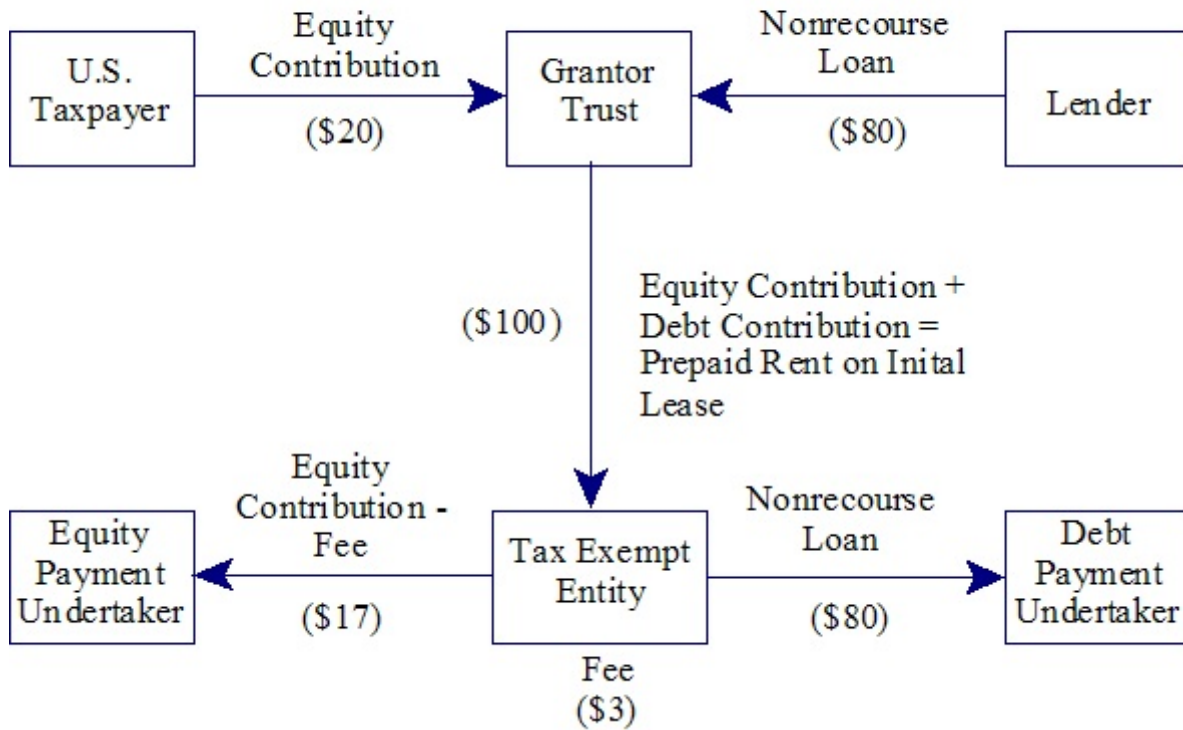 U.S.
Taxpayer
Equity
Contribution
($20)
Grantor
Trust
Nonrecourse
Loan
($80)
Lender
($100)
Equity Contribution +
Debt Contribution =
Prepaid Rent on Inital
Lease
Equity
Payment
Undertaker
Equity
Contribution -
Fee
($17)
Tax Exempt
Entity
Fee
($3)
Nonrecourse
Loan
($80)
Debt
Payment
Undertaker